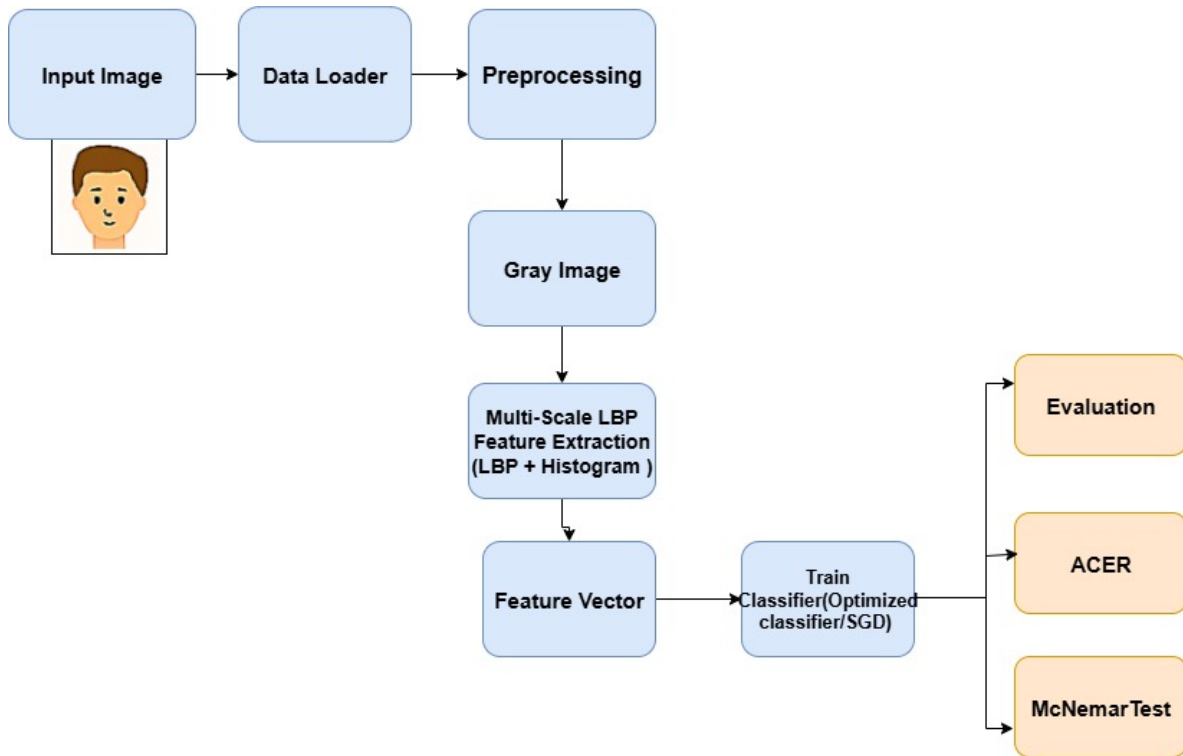 Input Image
Data Loader
Preprocessing
Gray Image
Multi-Scale LBP
Feature Extraction
(LBP + Histogram )
Feature Vector
Train
Classifier(Optimized
classifier/SGD)
Evaluation
ACER
McNemarTest